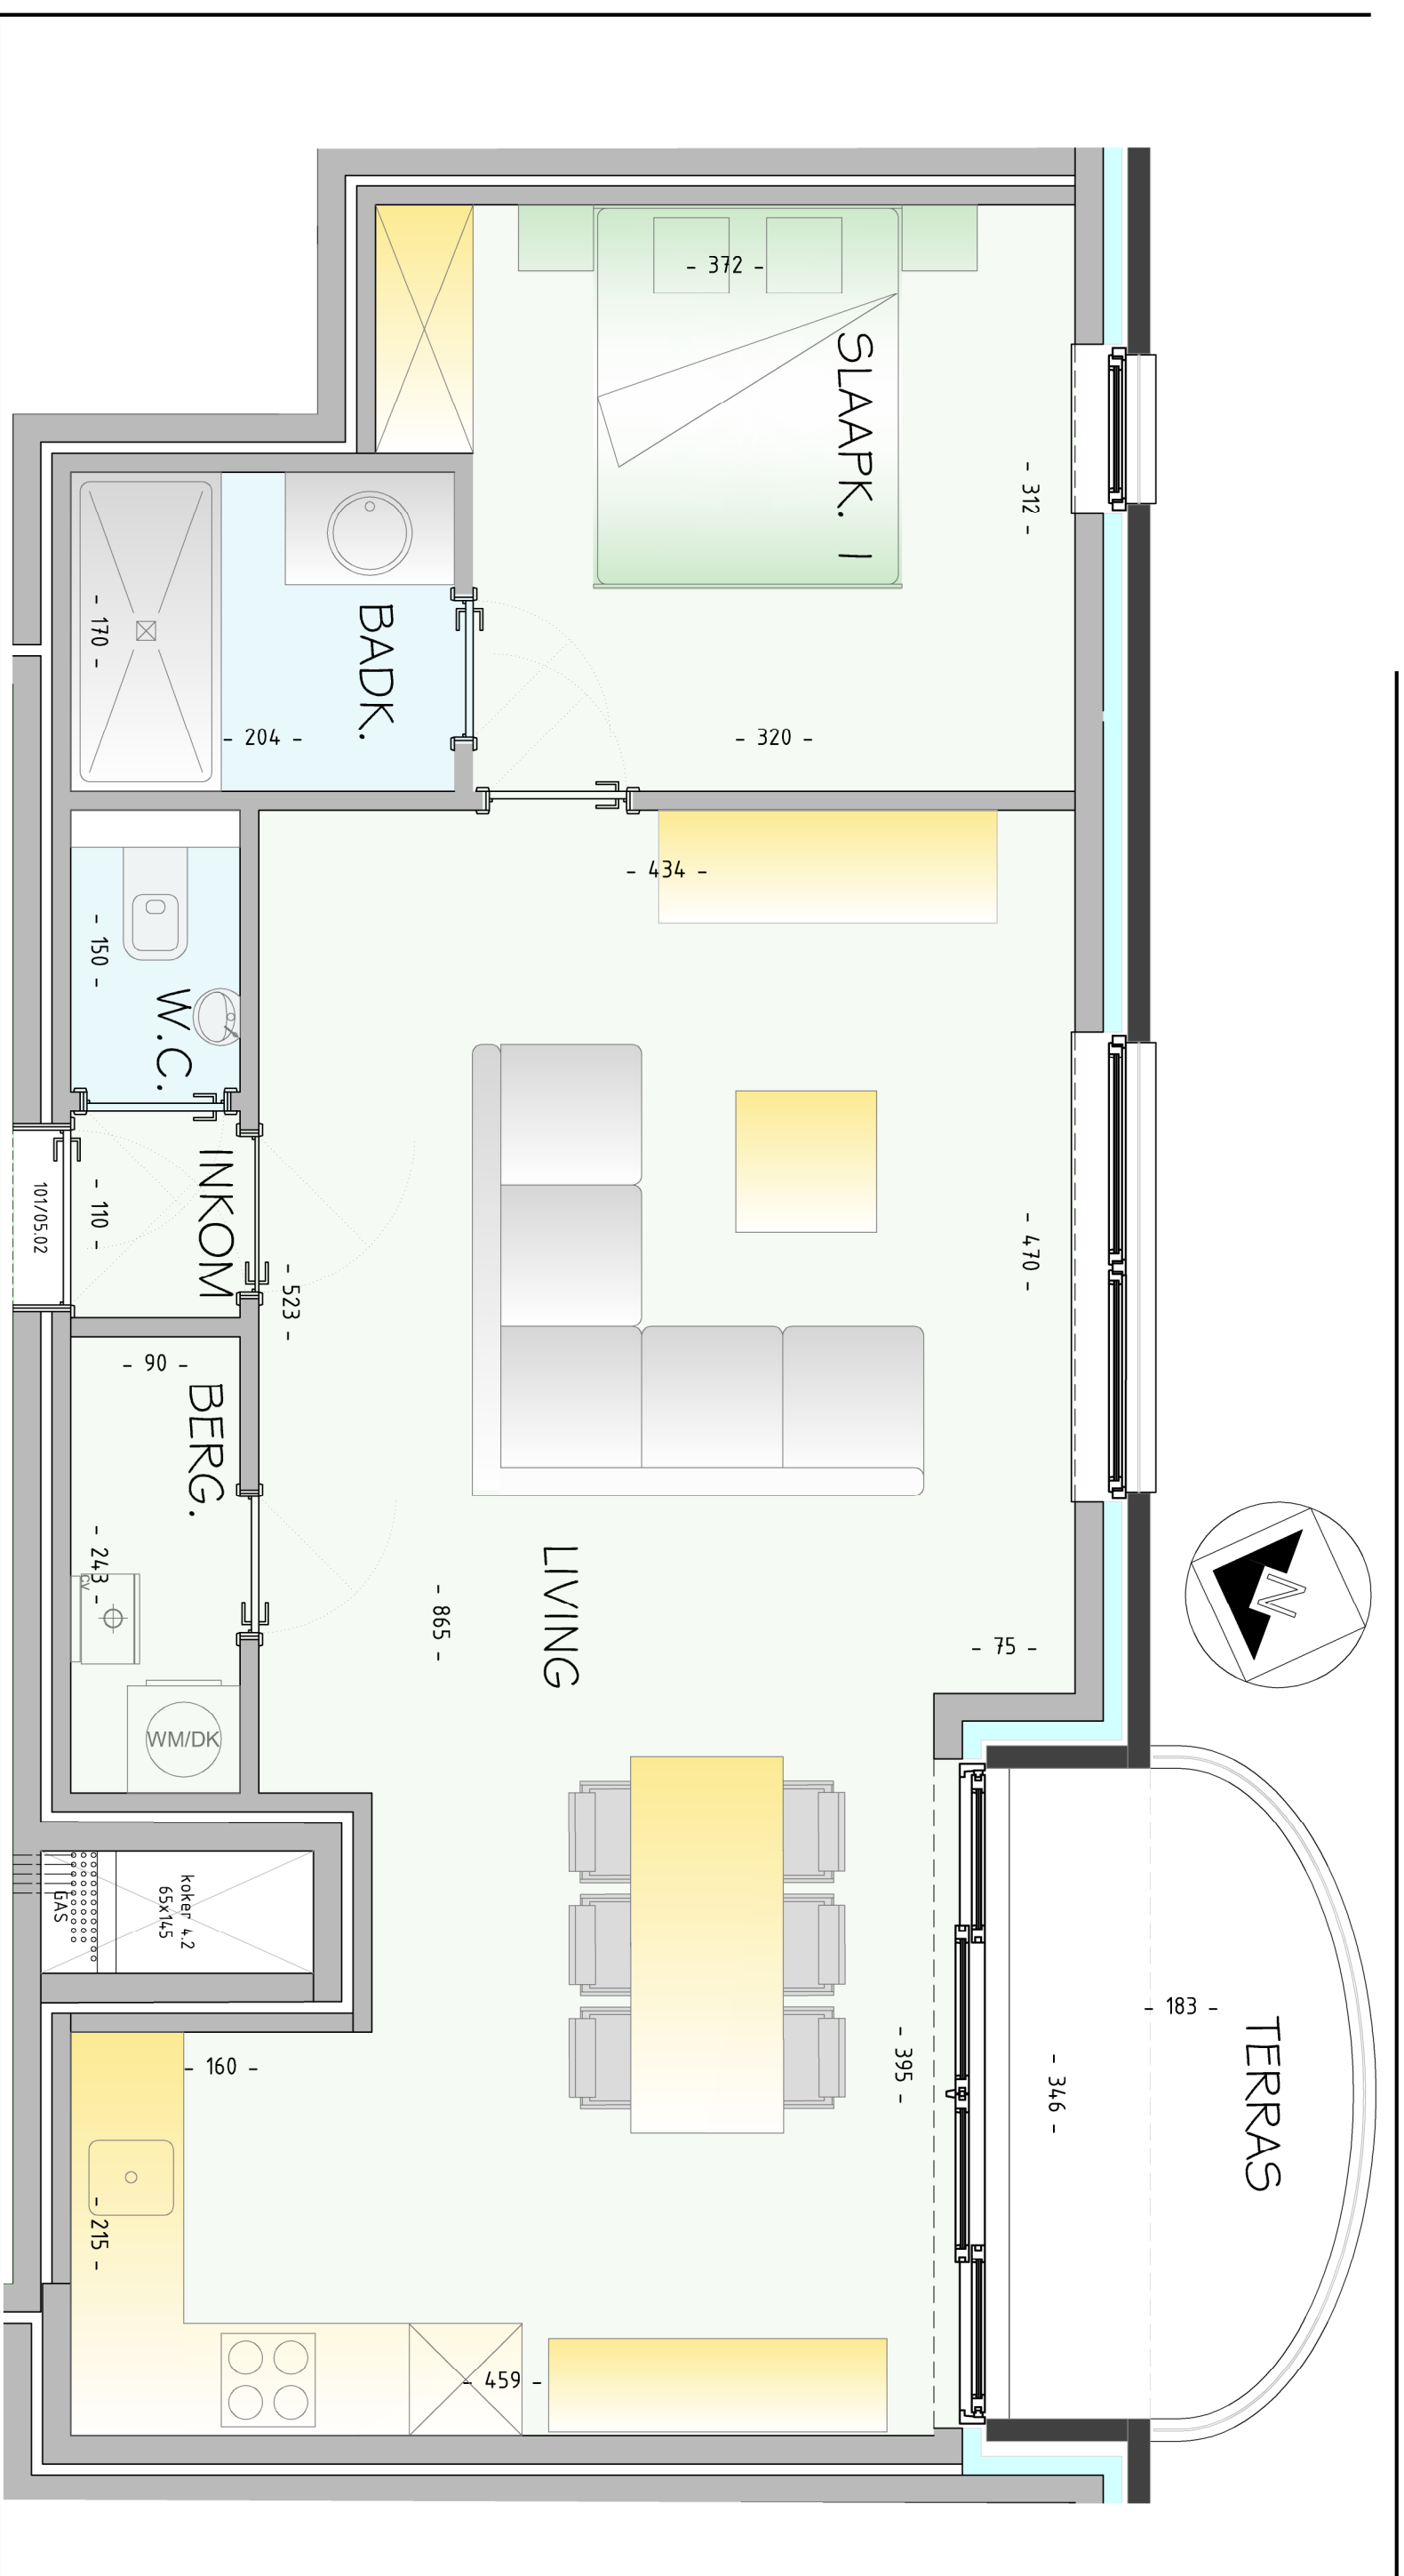 - 372 -
SLAAPK. 1
- 312 -
- 170 -
BADK.
- 204 -
- 320 -
- 434 -
- 150 -
W.C.
101/05.02
- 110 -
INKOM
- 523 -
- 470 -
- 90 -
BERG.
- 243 -
CV
- 865 -
LIVING
- 75 -
N
WM/DK
GAS
koker 4.2
65x145
- 183 -
TERRAS
- 160 -
- 395 -
- 346 -
- 215 -
- 459 -